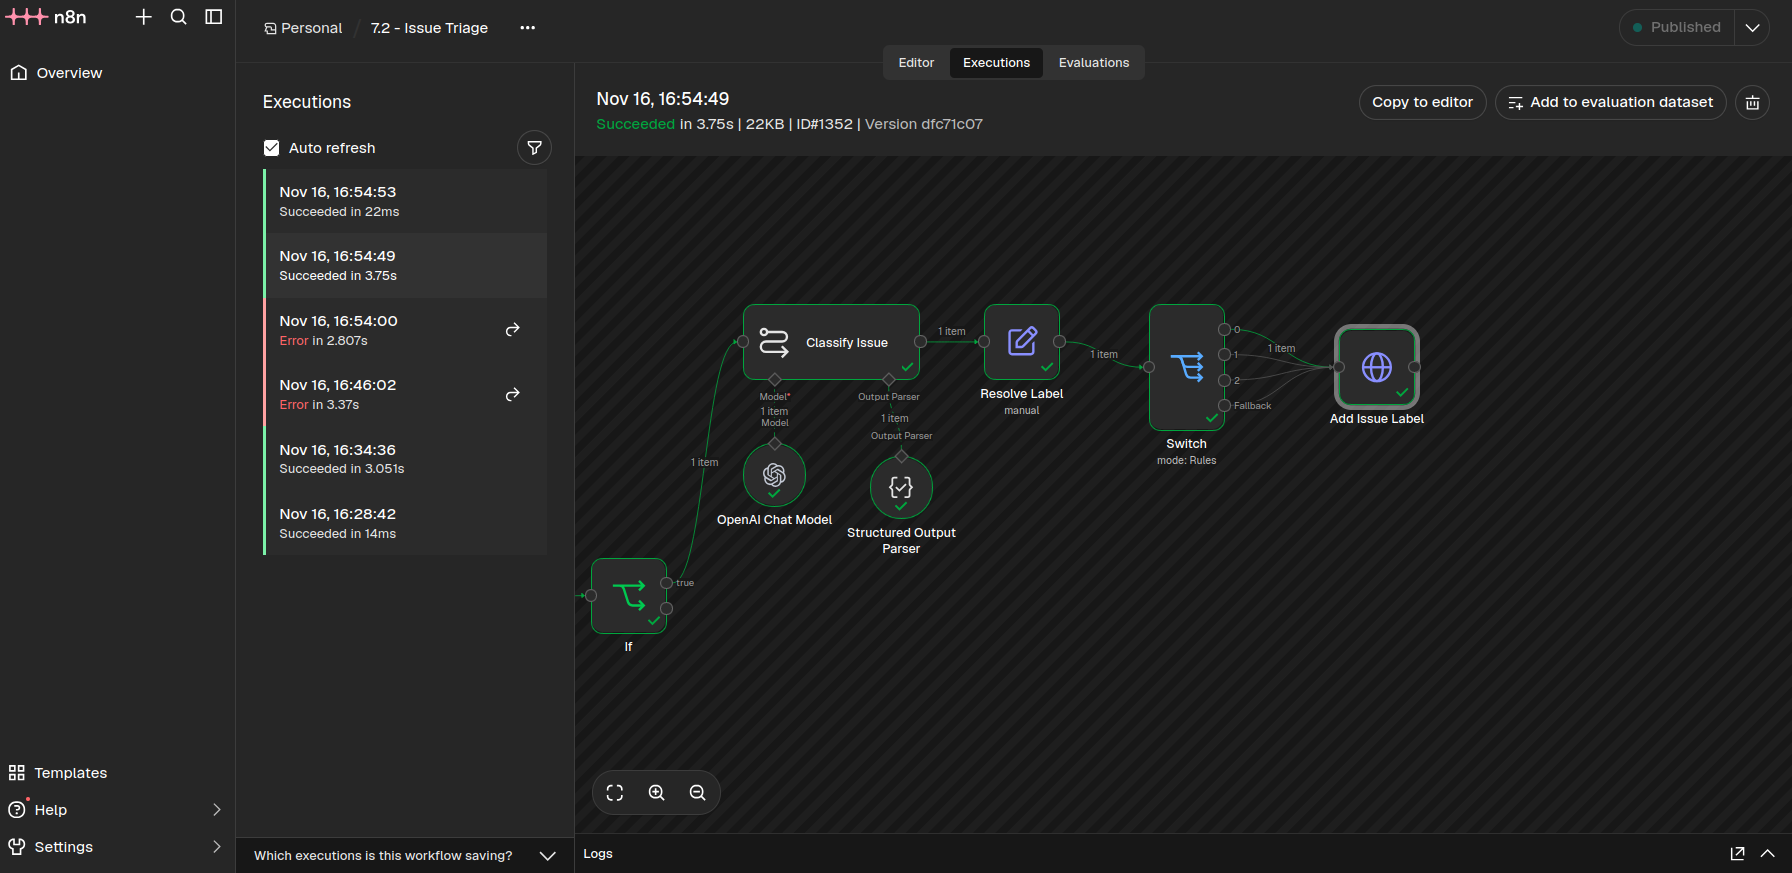 n8n
Overview
Templates
Help
Settings
Personal / 7.2 - Issue Triage
Published
Editor
Executions
Evaluations
Executions
Auto refresh
Nov 16, 16:54:53
Succeeded in 22ms
Nov 16, 16:54:49
Succeeded in 3.75s
Nov 16, 16:54:00
Error in 2.807s
Nov 16, 16:46:02
Error in 3.37s
Nov 16, 16:34:36
Succeeded in 3.051s
Nov 16, 16:28:42
Succeeded in 14ms
Which executions is this workflow saving?
Nov 16, 16:54:49
Succeeded in 3.75s | 22KB | ID#1352 | Version dfc71c07
Copy to editor
Add to evaluation dataset
If
true
1 item
Classify Issue
Model*
1 item
Model
Output Parser
1 item
Output Parser
OpenAI Chat Model
Structured Output
Parser
1 item
Resolve Label
manual
1 item
Switch
mode: Rules
0
1
2
Fallback
1 item
Add Issue Label
Logs